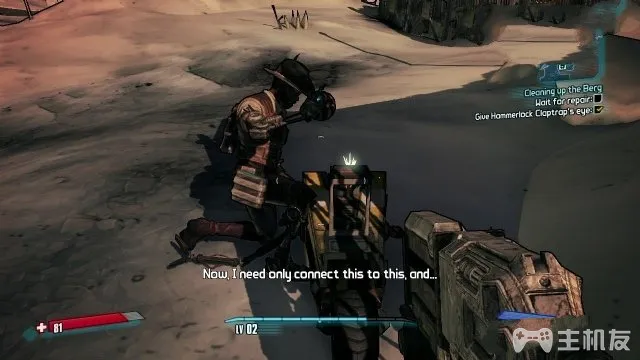 Cleaning up the Berg
Wait for repair:
Give Hammerlock Claptrap's eye:
Now, I need only connect this to this, and...
81
LV 02
主机友